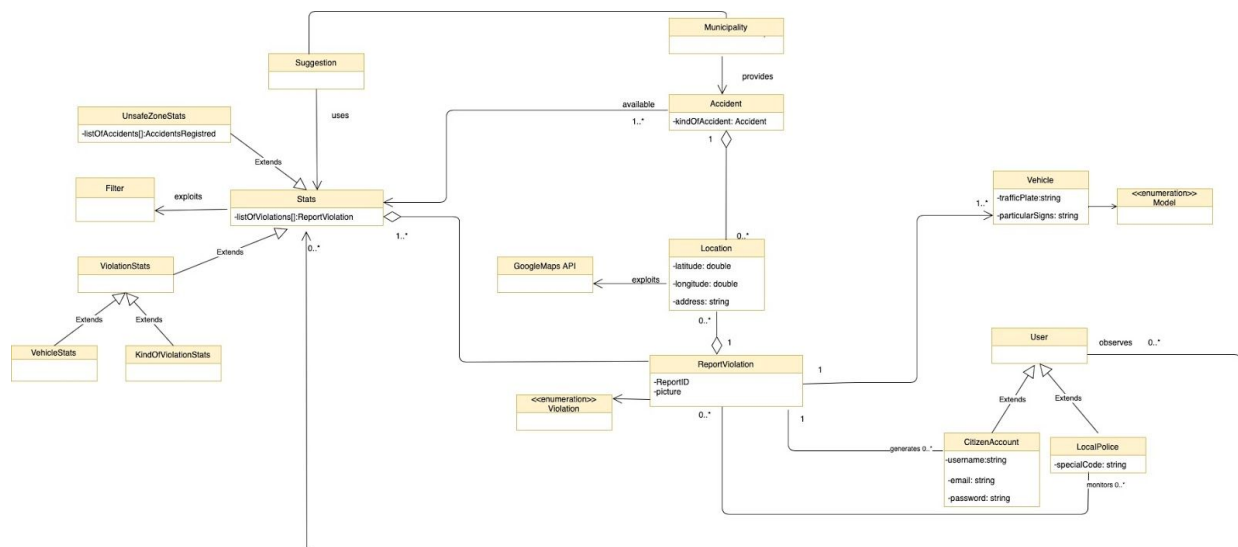 Municipality
Suggestion
provides
UnsafeZoneStats
-listOfAccidents[]:AccidentsRegistred
uses
available
1..*
Accident
-kindOfAccident: Accident
1
Extends
Filter
exploits
Stats
-listOfViolations[]:ReportViolation
1..*
0..*
Vehicle
-trafficPlate:string
-particularSigns: string
1..*
<<enumeration>>
Model
0..*
Extends
ViolationStats
GoogleMaps API
exploits
Location
-latitude: double
-longitude: double
-address: string
0..*
Extends
Extends
VehicleStats
KindOfViolationStats
1
ReportViolation
-ReportID
-picture
1
0..*
1
<<enumeration>>
Violation
User
observes
0..*
Extends
Extends
generates 0..*
CitizenAccount
-username:string
-email: string
-password: string
LocalPolice
-specialCode: string
monitors 0..*